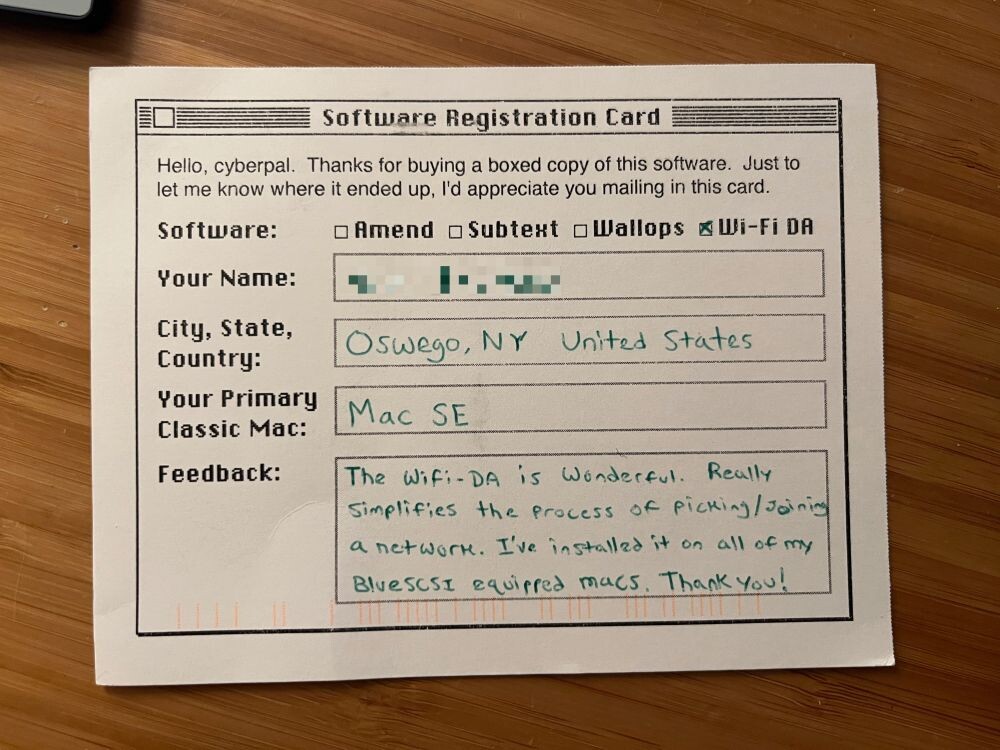 Software Registration Card
Hello, cyberpal. Thanks for buying a boxed copy of this software. Just to
let me know where it ended up, I'd appreciate you mailing in this card.
Software: Amend Subtext Wallops Wi-Fi DA
Your Name:
City, State,
Country:
Oswego, NY United States
Your Primary
Classic Mac:
Mac SE
Feedback:
The Wifi-DA is Wonderful. Really
Simplifies the process of picking/Joining
a network. I've installed it on all of my
BlueSCSI equipped macs. Thank you!